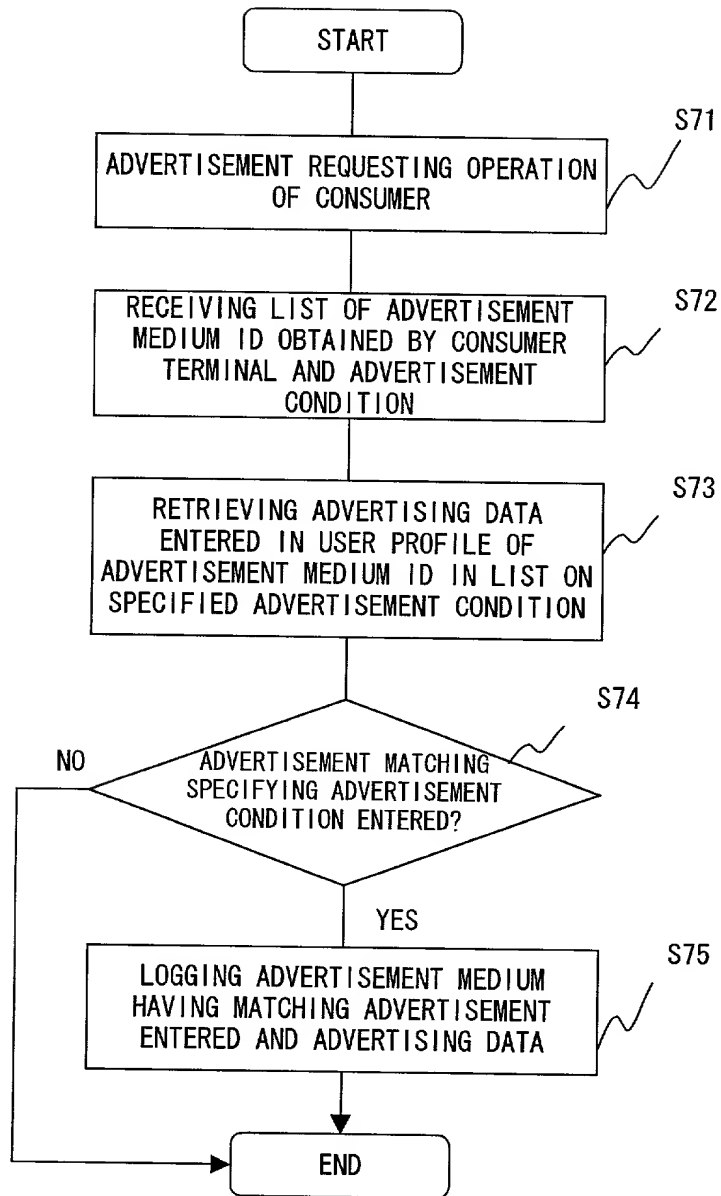 START
S71
ADVERTISEMENT REQUESTING OPERATION
OF CONSUMER
S72
RECEIVING LIST OF ADVERTISEMENT
MEDIUM ID OBTAINED BY CONSUMER
TERMINAL AND ADVERTISEMENT
CONDITION
S73
RETRIEVING ADVERTISING DATA
ENTERED IN USER PROFILE OF
ADVERTISEMENT MEDIUM ID IN LIST ON
SPECIFIED ADVERTISEMENT CONDITION
S74
NO
ADVERTISEMENT MATCHING
SPECIFYING ADVERTISEMENT
CONDITION ENTERED?
YES
S75
LOGGING ADVERTISEMENT MEDIUM
HAVING MATCHING ADVERTISEMENT
ENTERED AND ADVERTISING DATA
END